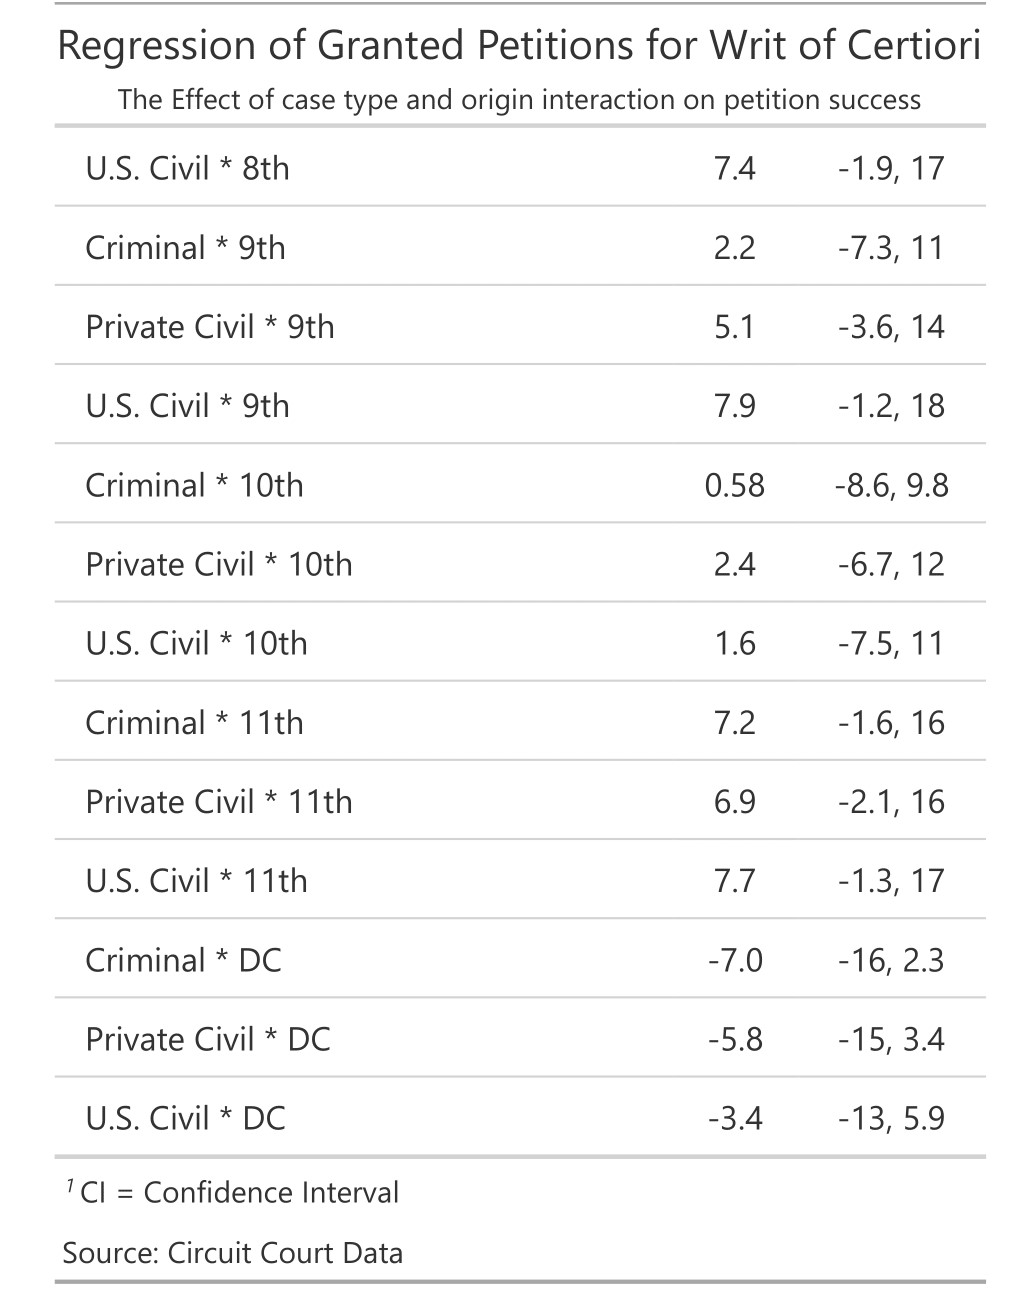 Regression of Granted Petitions for Writ of Certiori
The Effect of case type and origin interaction on petition success
U.S. Civil * 8th 7.4 -1.9, 17
Criminal * 9th 2.2 -7.3, 11
Private Civil * 9th 5.1 -3.6, 14
U.S. Civil * 9th 7.9 -1.2, 18
Criminal * 10th 0.58 -8.6, 9.8
Private Civil * 10th 2.4 -6.7, 12
U.S. Civil * 10th 1.6 -7.5, 11
Criminal * 11th 7.2 -1.6, 16
Private Civil * 11th 6.9 -2.1, 16
U.S. Civil * 11th 7.7 -1.3, 17
Criminal * DC -7.0 -16, 2.3
Private Civil * DC -5.8 -15, 3.4
U.S. Civil * DC -3.4 -13, 5.9
1 CI = Confidence Interval
Source: Circuit Court Data